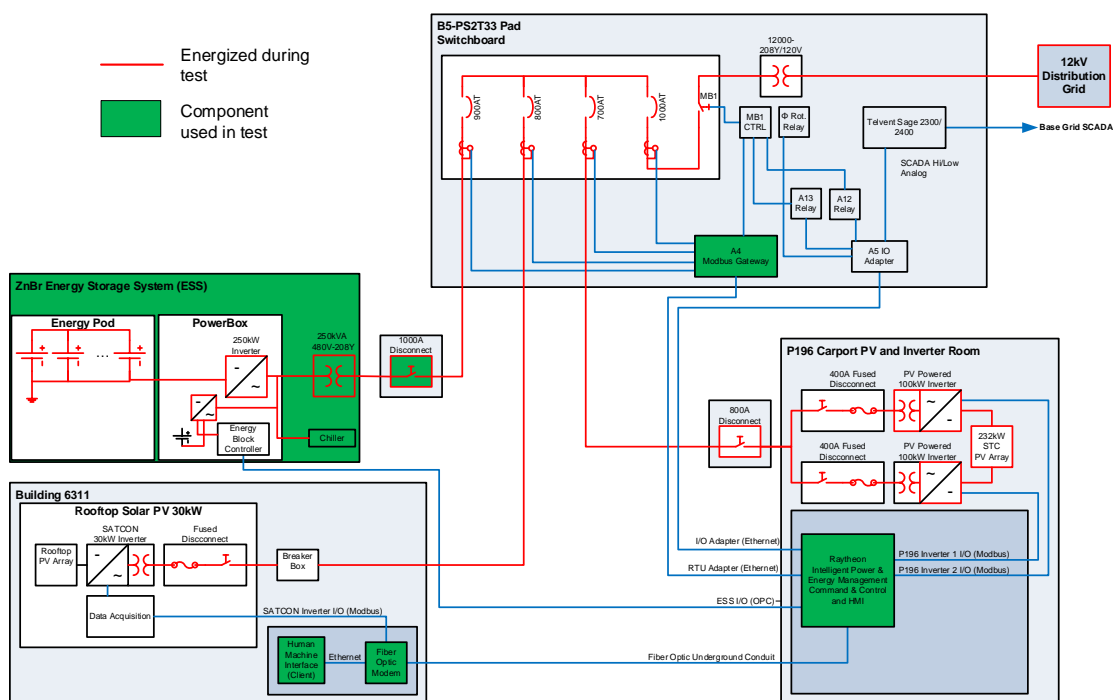 Energized during
test
Component
used in test
B5-PS2T33 Pad
Switchboard
900AT
800AT
700AT
1000AT
MB1
12000-
208Y/120V
12kV
Distribution
Grid
MB1
CTRL
Φ Rot.
Relay
Telvent Sage 2300/
2400
Base Grid SCADA
SCADA Hi/Low
Analog
A13
Relay
A12
Relay
A4
Modbus Gateway
A5 IO
Adapter
ZnBr Energy Storage System (ESS)
Energy Pod
PowerBox
250kW
Inverter
250kVA
480V-208Y
1000A
Disconnect
Energy
Block
Controller
Chiller
P196 Carport PV and Inverter Room
400A Fused
Discconnect
PV Powered
100kW Inverter
800A
Disconnect
400A Fused
Discconnect
PV Powered
100kW Inverter
232kW
STC
PV Array
Building 6311
Rooftop Solar PV 30kW
SATCON
30kW Inverter
Fused
Discconnect
Rooftop
PV Array
Breaker
Box
Data Acquisition
SATCON Inverter I/O (Modbus)
Human
Machine
Interface
(Client)
Ethernet
Fiber
Optic
Modem
I/O Adapter (Ethernet)
RTU Adapter (Ethernet)
ESS I/O (OPC)
Fiber Optic Underground Conduit
Raytheon
Intelligent Power &
Energy Management
Command & Control
and HMI
P196 Inverter 1 I/O (Modbus)
P196 Inverter 2 I/O (Modbus)